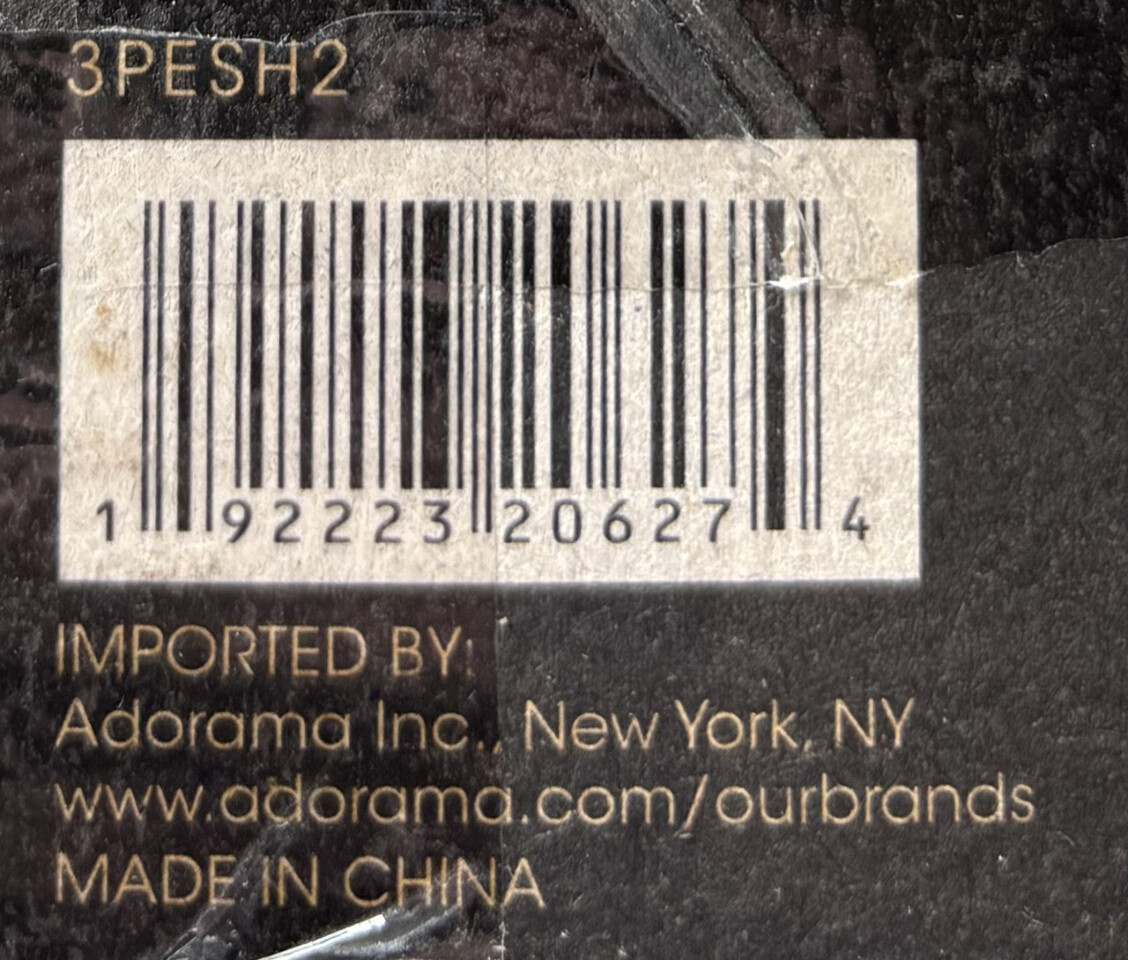 3PESH2
1 92223 20627 4
IMPORTED BY:
Adorama Inc., New York, NY
www.adorama.com/ourbrands
MADE IN CHINA